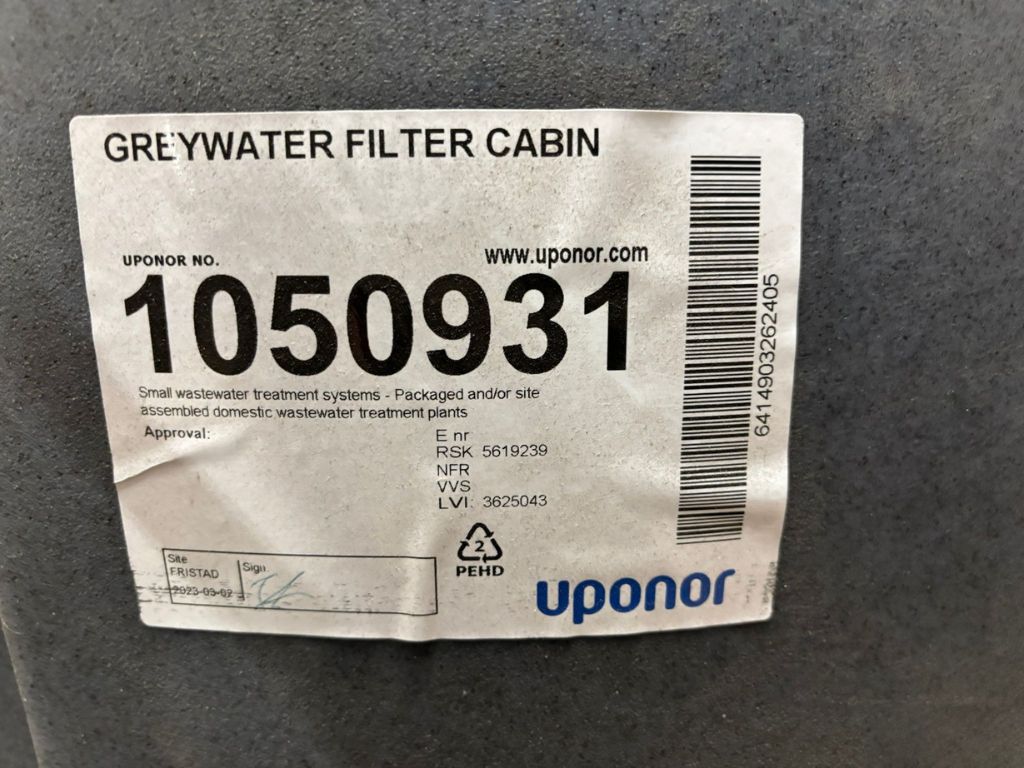 GREYWATER FILTER CABIN
UPONOR NO.
www.uponor.com
1050931
Small wastewater treatment systems - Packaged and/or site
assembled domestic wastewater treatment plants
Approval:
E nr
RSK 5619239
NFR
VVS
LVI: 3625043
2
PEHD
Site
FRISTAD
2023-03-02
Sign
uponor
6414903262405